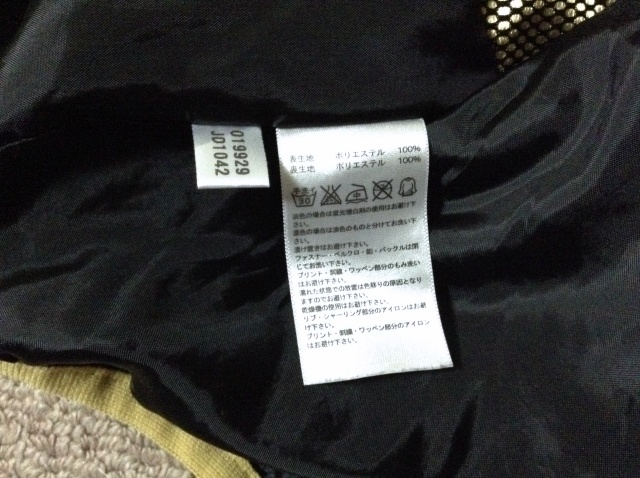 019929
JD1042
表生地 ポリエステル 100%
裏生地 ポリエステル 100%
手洗イ
30
中
淡色の場合は蛍光増白剤の使用はお避け下
さい。
濃色の場合は淡色のものと分けてお洗い下
さい。
漬け置きはお避け下さい。
ファスナー・ベルクロ・釦・バックルは閉
じてお洗い下さい。
プリント・刺繍・ワッペン部分のもみ洗い
はお避け下さい。
濡れた状態での放置は色移りの原因となり
ますのでお避け下さい。
乾燥機の使用はお避け下さい。
リブ・シャーリング部分のアイロンはお避
け下さい。
プリント・刺繍・ワッペン部分のアイロン
はお避け下さい。